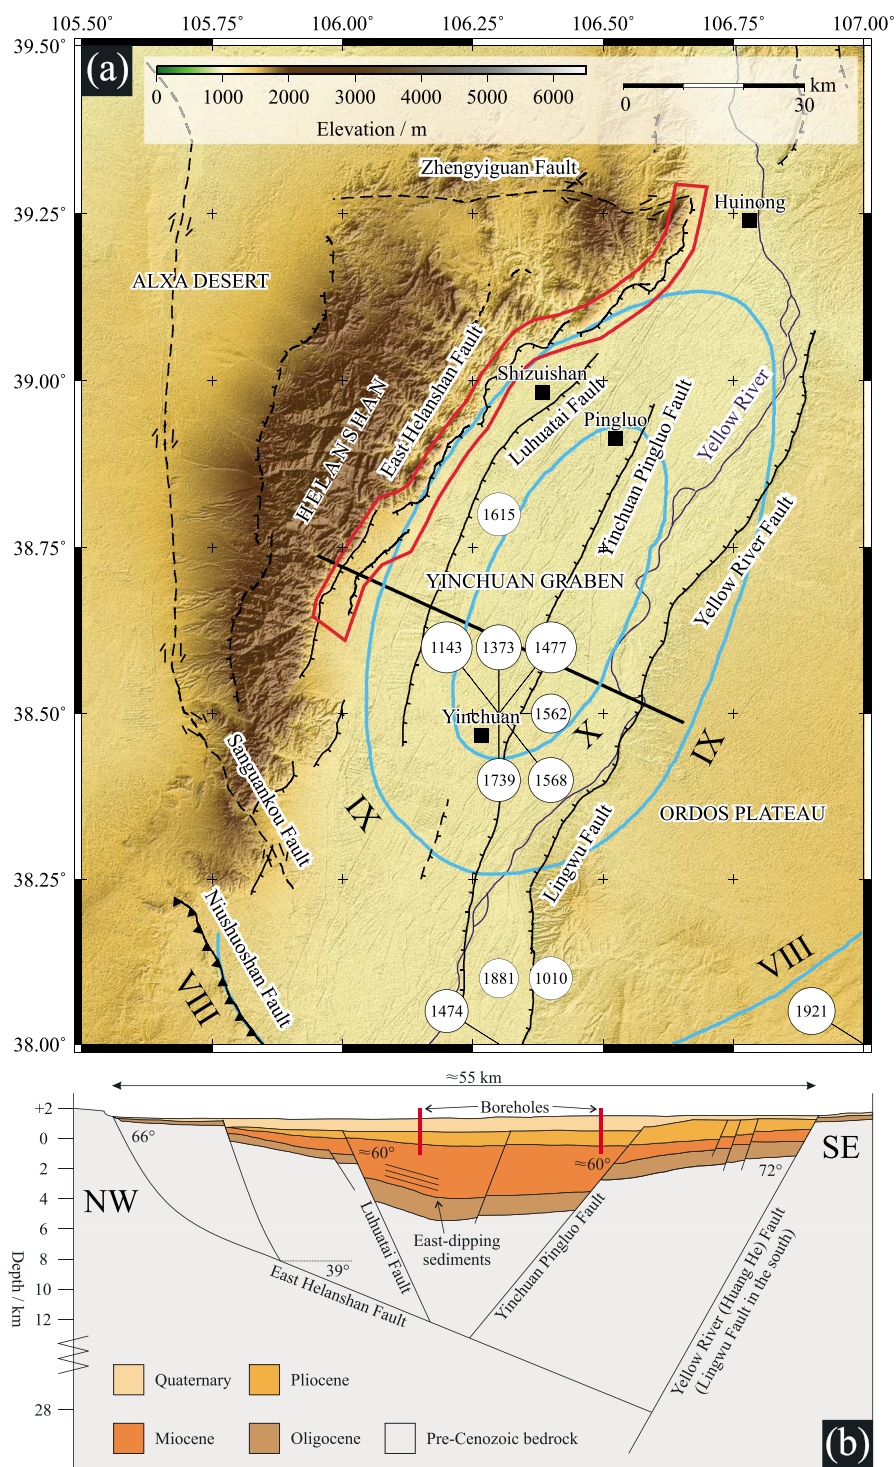 105.50° 105.75° 106.00° 106.25° 106.50° 106.75° 107.00°
39.50°
(a)
0 1000 2000 3000 4000 5000 6000
Elevation / m
km
0 30
Zhengyiguan Fault
39.25°
Huinong
ALXA DESERT
39.00°
HELANSHAN
East Helanshan Fault
Shizuishan
Luhuatai Fault
Pingluo
Yinchuan Pingluo Fault
Yellow River
Yellow River Fault
1615
38.75°
YINCHUAN GRABEN
1143 1373 1477
38.50°
Yinchuan
1562
X
IX
1739 1568
IX
Sanguankou Fault
ORDOS PLATEAU
Lingwu Fault
38.25°
Niushuoshan Fault
VIII
VIII
1881 1010
1474
1921
38.00°
≈55 km
Boreholes
+2
0
2
4
6
8
10
12
28
Depth / km
66°
≈60°
≈60°
72°
NW
SE
East-dipping
sediments
39°
East Helanshan Fault
Luhuatai Fault
Yinchuan Pingluo Fault
Yellow River (Huang He) Fault
(Lingwu Fault in the south)
Quaternary Pliocene
Miocene Oligocene Pre-Cenozoic bedrock
(b)